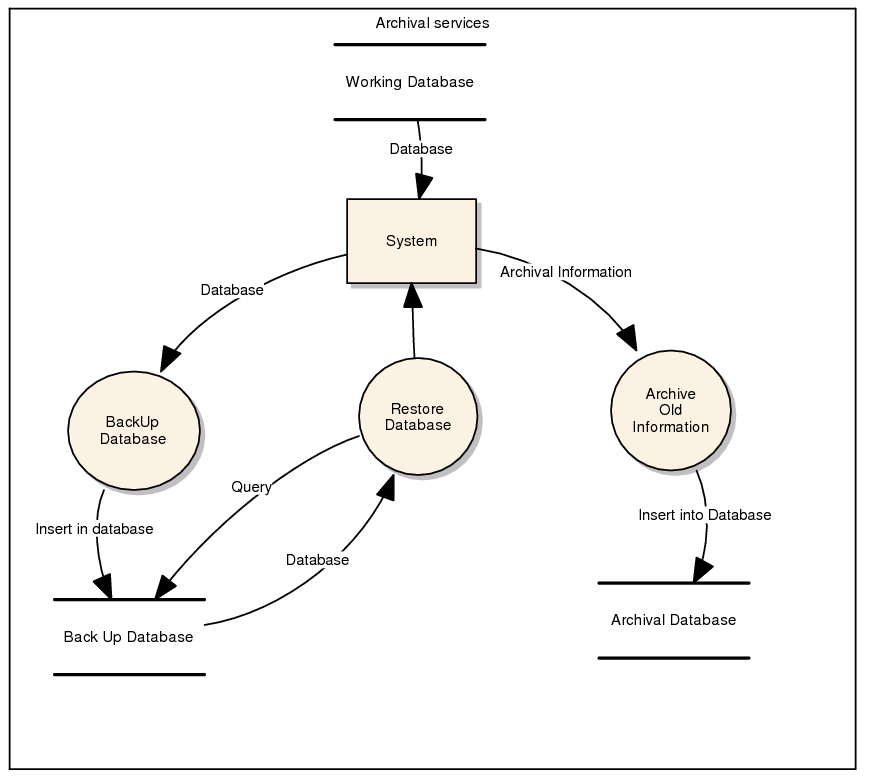 Archival services
Working Database
Database
System
Archival Information
Database
BackUp
Database
Restore
Database
Archive
Old
Information
Query
Insert in database
Insert into Database
Database
Back Up Database
Archival Database